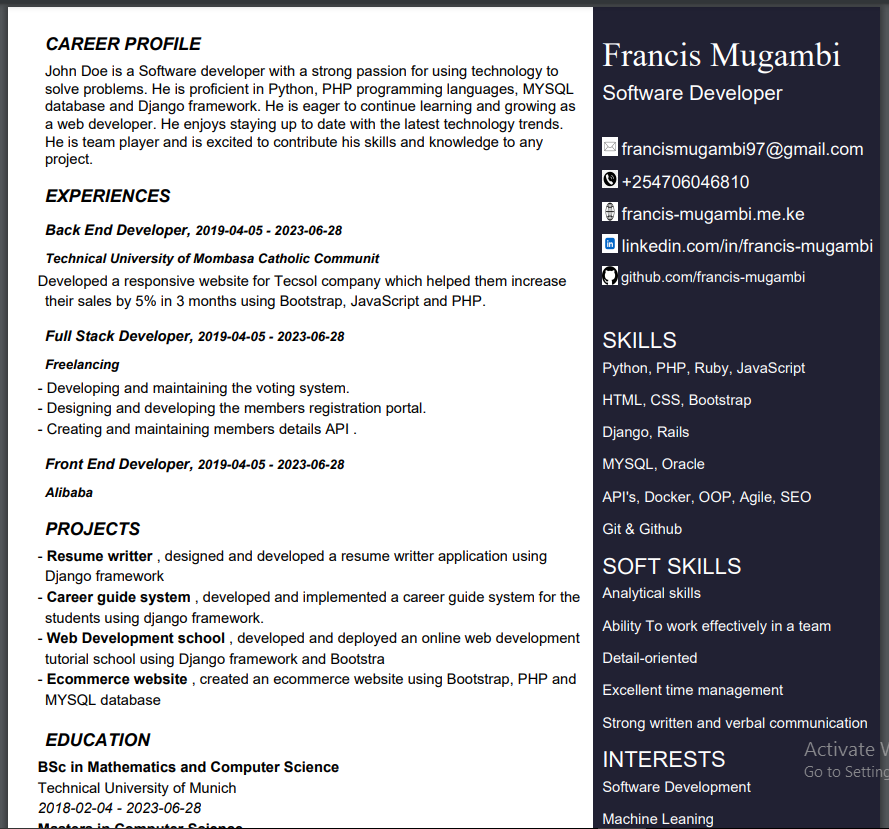 CAREER PROFILE
John Doe is a Software developer with a strong passion for using technology to
solve problems. He is proficient in Python, PHP programming languages, MYSQL
database and Django framework. He is eager to continue learning and growing as
a web developer. He enjoys staying up to date with the latest technology trends.
He is team player and is excited to contribute his skills and knowledge to any
project.
EXPERIENCES
Back End Developer, 2019-04-05 - 2023-06-28
Technical University of Mombasa Catholic Communit
Developed a responsive website for Tecsol company which helped them increase
their sales by 5% in 3 months using Bootstrap, JavaScript and PHP.
Full Stack Developer, 2019-04-05 - 2023-06-28
Freelancing
- Developing and maintaining the voting system.
- Designing and developing the members registration portal.
- Creating and maintaining members details API .
Front End Developer, 2019-04-05 - 2023-06-28
Alibaba
PROJECTS
- Resume writter , designed and developed a resume writter application using
Django framework
- Career guide system , developed and implemented a career guide system for the
students using django framework.
- Web Development school , developed and deployed an online web development
tutorial school using Django framework and Bootstra
- Ecommerce website , created an ecommerce website using Bootstrap, PHP and
MYSQL database
EDUCATION
BSc in Mathematics and Computer Science
Technical University of Munich
2018-02-04 - 2023-06-28
Masters in Computer Science
Francis Mugambi
Software Developer
francismugambi97@gmail.com
+254706046810
francis-mugambi.me.ke
linkedin.com/in/francis-mugambi
github.com/francis-mugambi
SKILLS
Python, PHP, Ruby, JavaScript
HTML, CSS, Bootstrap
Django, Rails
MYSQL, Oracle
API's, Docker, OOP, Agile, SEO
Git & Github
SOFT SKILLS
Analytical skills
Ability To work effectively in a team
Detail-oriented
Excellent time management
Strong written and verbal communication
INTERESTS
Software Development
Machine Leaning
Activate W
Go to Setting